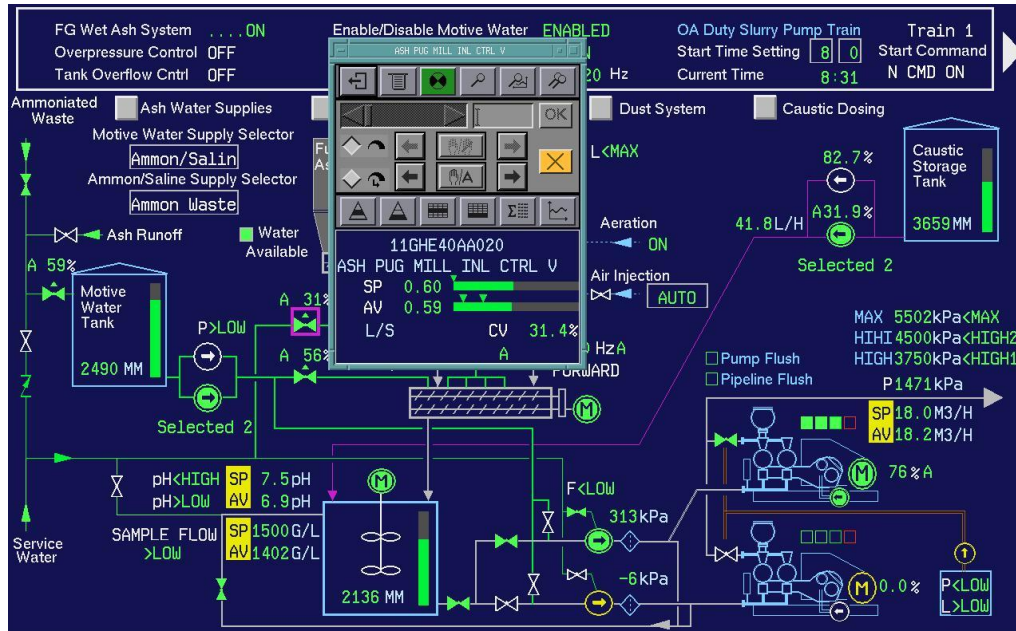 FG Wet Ash System ....ON
Enable/Disable Motive Water ENABLED
OA Duty Slurry Pump Train
Train 1
Overpressure Control OFF
Start Time Setting 8 0
Start Command
Tank Overflow Cntrl OFF
20 Hz
Current Time 8:31
N CMD ON
ASH PUG MILL INL CTRL V
OK
A
11GHE40AA020
ASH PUG MILL INL CTRL V
SP 0.60
AV 0.59
L/S CV 31.4%
A
Ammoniated
Waste
Ash Water Supplies
Dust System
Caustic Dosing
Motive Water Supply Selector
Ammon/Salin
Ammon/Saline Supply Selector
Ammon Waste
L<MAX
82.7%
Caustic
Storage
Tank
3659MM
41.8L/H
A31.9%
Selected 2
Ash Runoff
Water
Available
Aeration
ON
Air Injection
AUTO
A 59%
Motive
Water
Tank
2490 MM
P>LOW
A 31%
A 56%
Selected 2
HzA
FORWARD
M
MAX 5502kPa<MAX
HIHI 4500kPa<HIGH2
HIGH 3750kPa<HIGH1
Pump Flush
Pipeline Flush
P1471kPa
SP 18.0M3/H
AV 18.2M3/H
M
76%A
pH<HIGH SP 7.5pH
pH>LOW AV 6.9pH
M
SAMPLE FLOW SP 1500G/L
>LOW AV 1402G/L
F<LOW
313kPa
-6kPa
2136 MM
Service
Water
M
0.0%
P<LOW
L>LOW